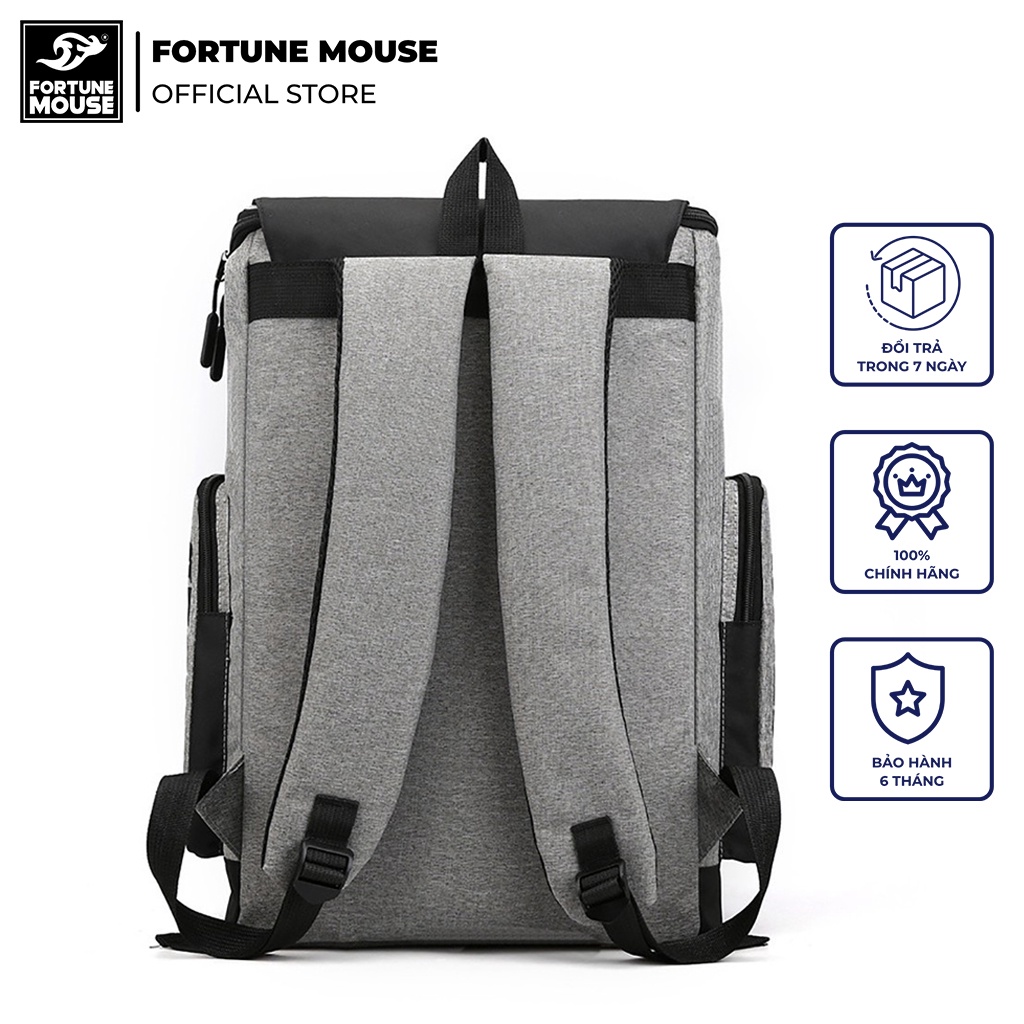 FORTUNE
MOUSE
FORTUNE MOUSE
OFFICIAL STORE
ĐỔI TRẢ
TRONG 7 NGÀY
100%
CHÍNH HÃNG
BẢO HÀNH
6 THÁNG